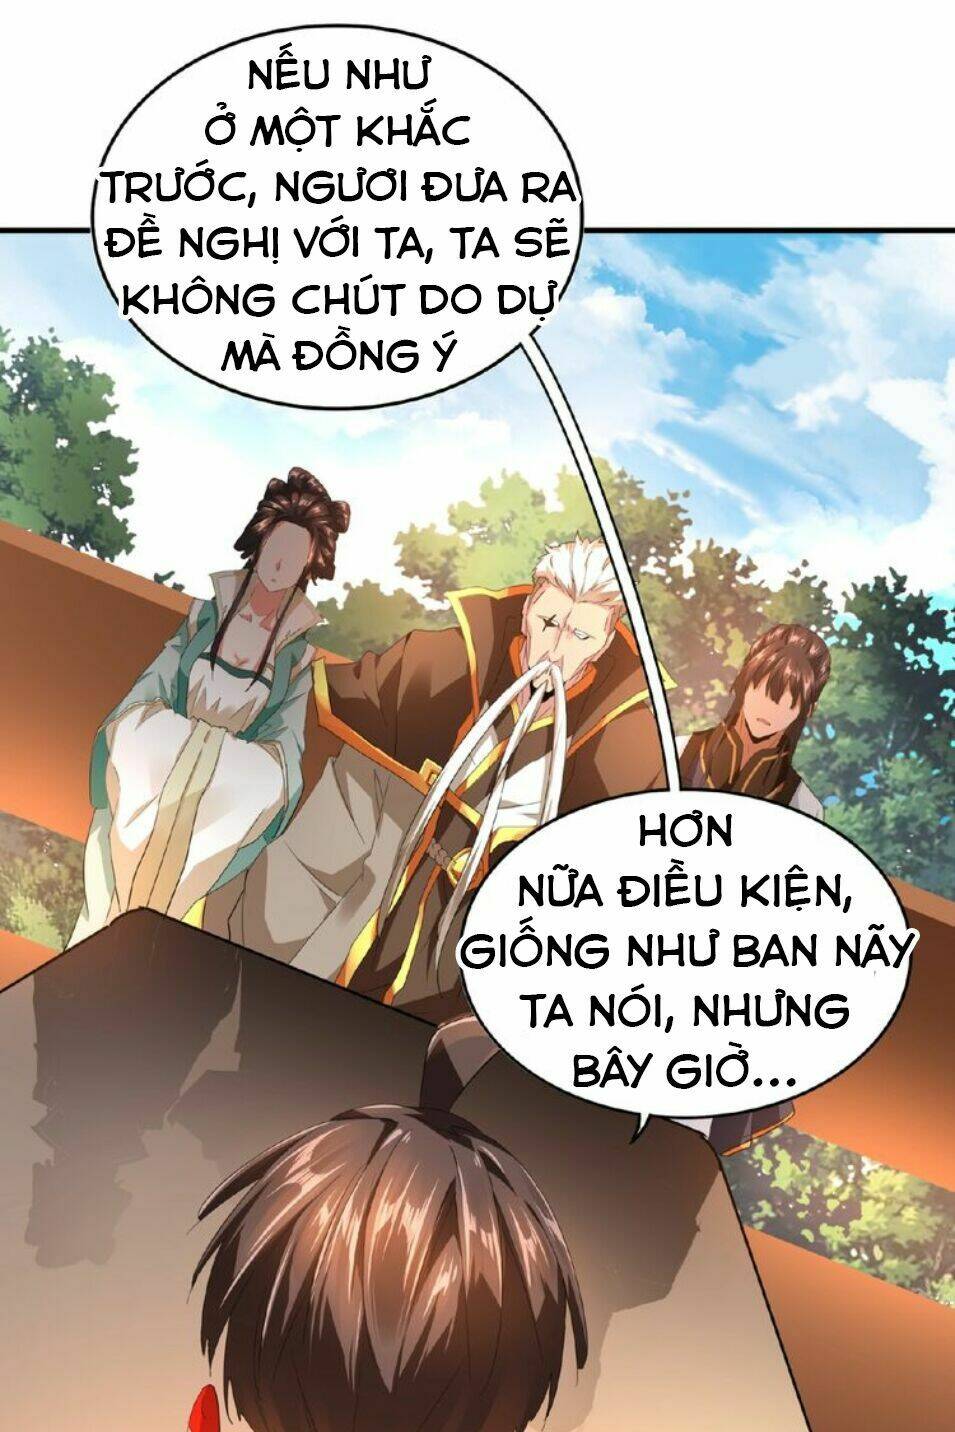 NẾU NHƯ
Ở MỘT KHẮC
TRƯỚC, NGƯƠI ĐƯA RA
ĐỀ NGHỊ VỚI TA, TA SẼ
KHÔNG CHÚT DO DỰ
MÀ ĐỒNG Ý
HƠN
NỮA ĐIỀU KIỆN,
GIỐNG NHƯ BAN NÃY
TA NÓI, NHƯNG
BÂY GIỜ...